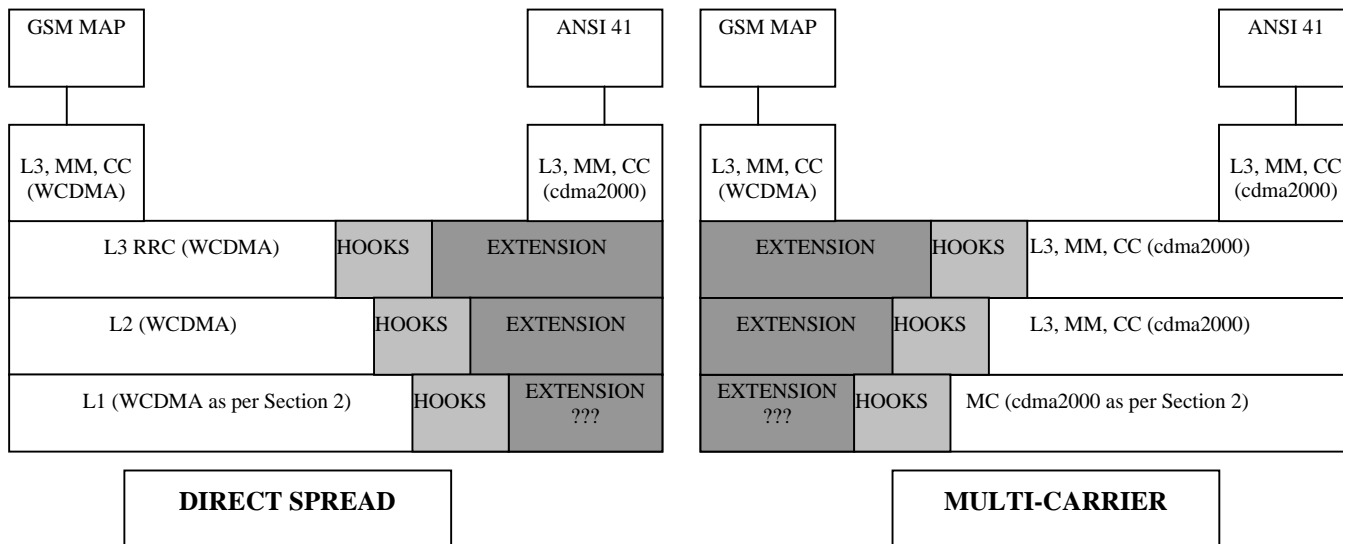 GSM MAP
ANSI 41
L3, MM, CC
(WCDMA)
L3, MM, CC
(cdma2000)
L3 RRC (WCDMA)
HOOKS
EXTENSION
L2 (WCDMA)
HOOKS
EXTENSION
L1 (WCDMA as per Section 2)
HOOKS
EXTENSION
???
DIRECT SPREAD
GSM MAP
ANSI 41
L3, MM, CC
(WCDMA)
L3, MM, CC
(cdma2000)
EXTENSION
HOOKS
L3, MM, CC (cdma2000)
EXTENSION
HOOKS
L3, MM, CC (cdma2000)
EXTENSION
???
HOOKS
MC (cdma2000 as per Section 2)
MULTI-CARRIER